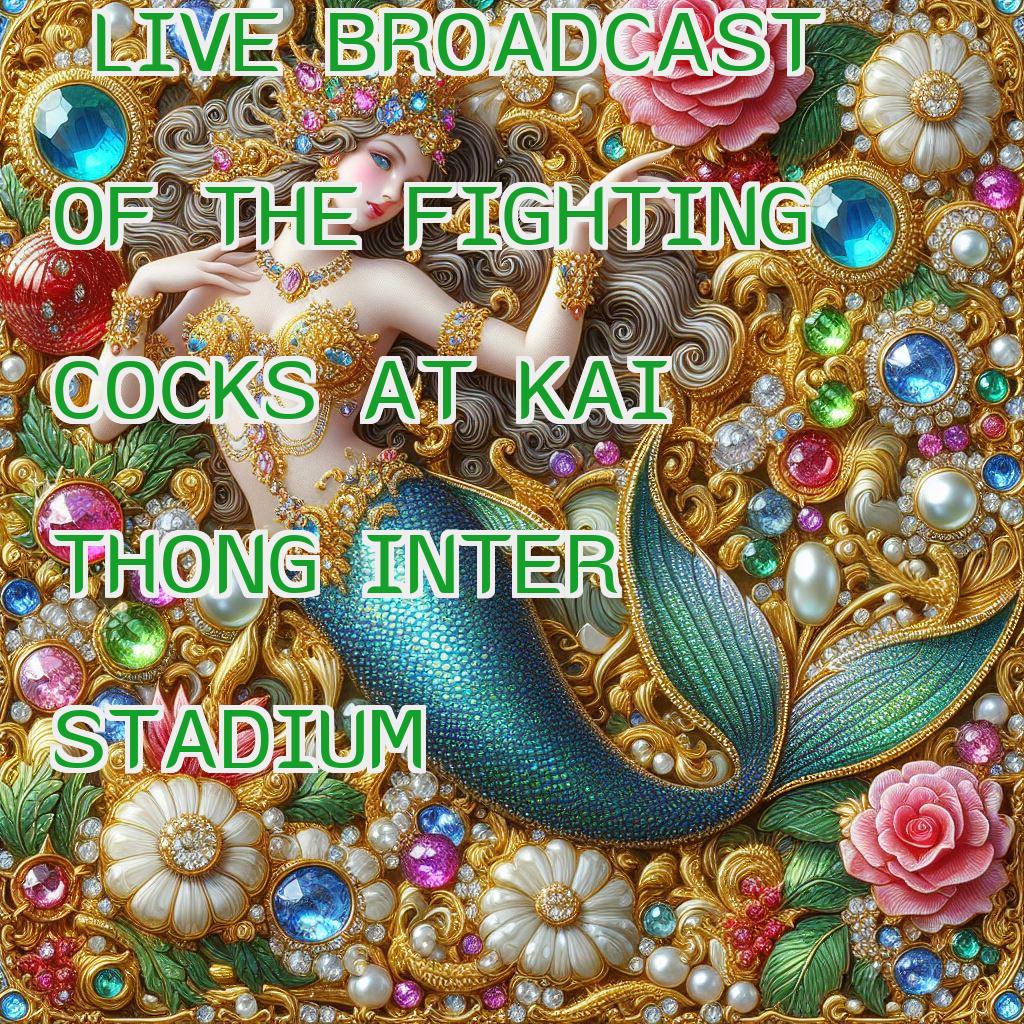 LIVE BROADCAST
OF THE FIGHTING
COCKS AT KAI
THONG INTER
STADIUM